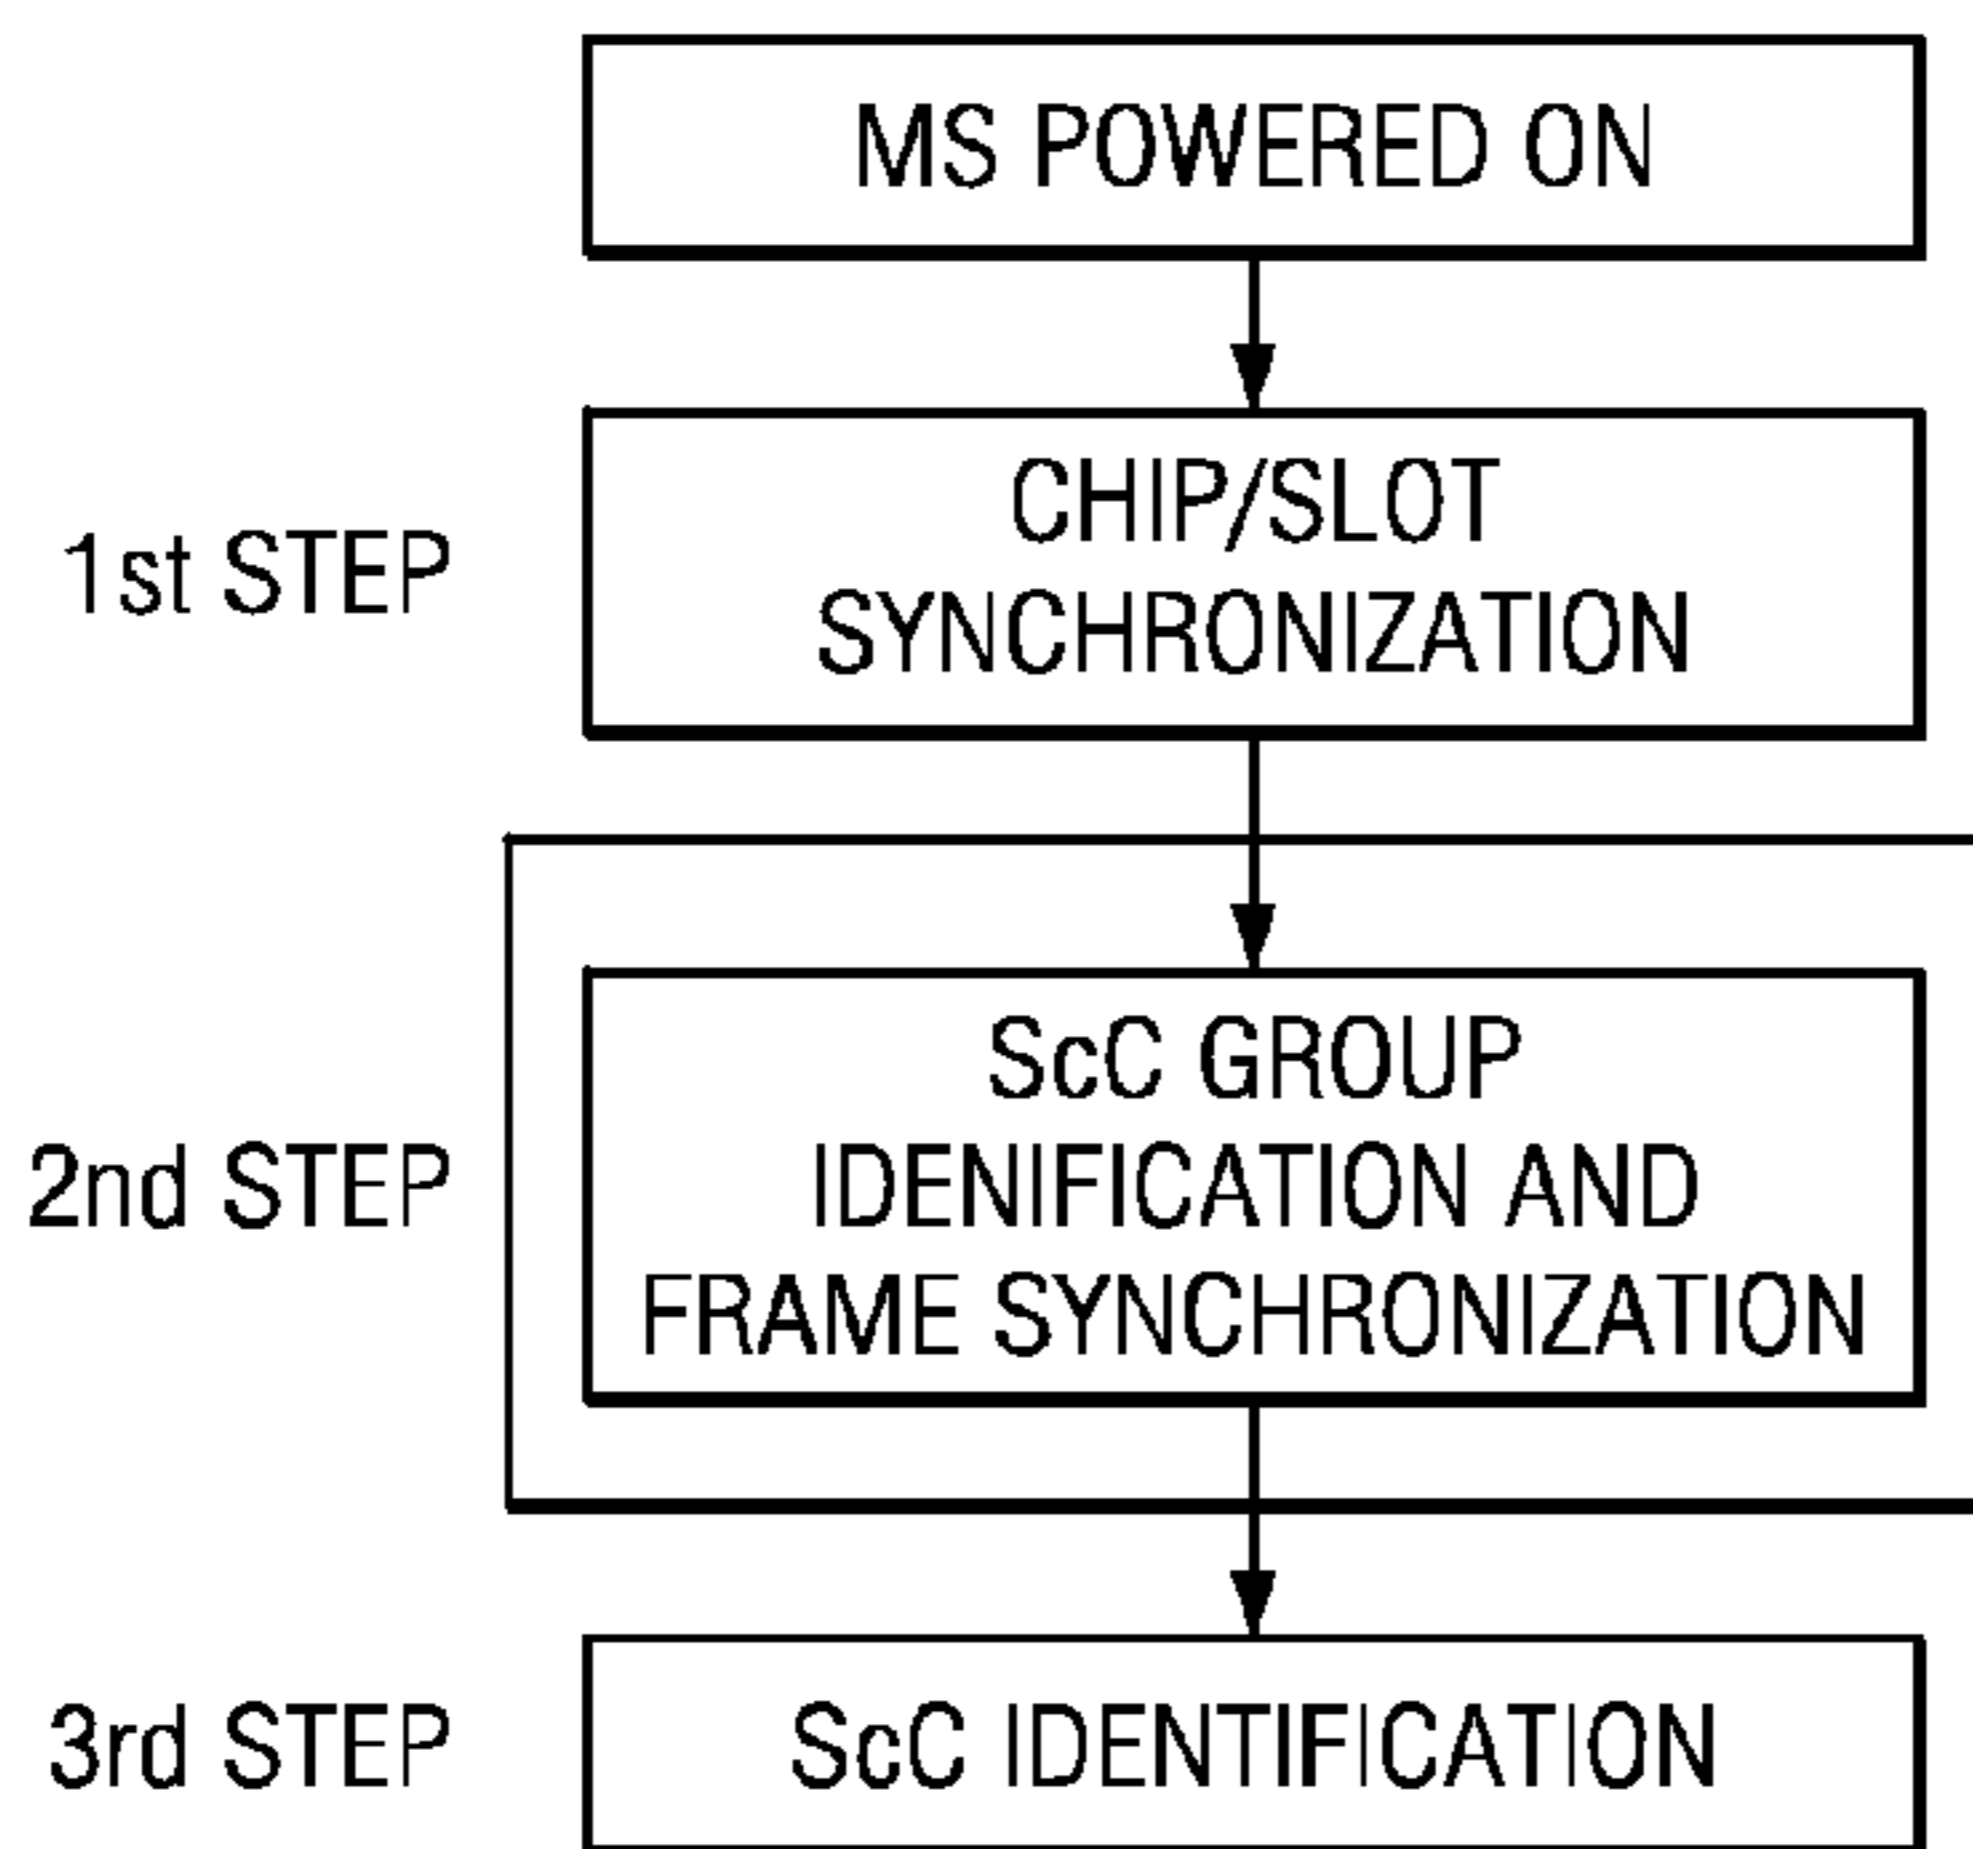 MS POWERED ON
1st STEP
CHIP/SLOT
SYNCHRONIZATION
2nd STEP
ScC GROUP
IDENIFICATION AND
FRAME SYNCHRONIZATION
3rd STEP
ScC IDENTIFICATION